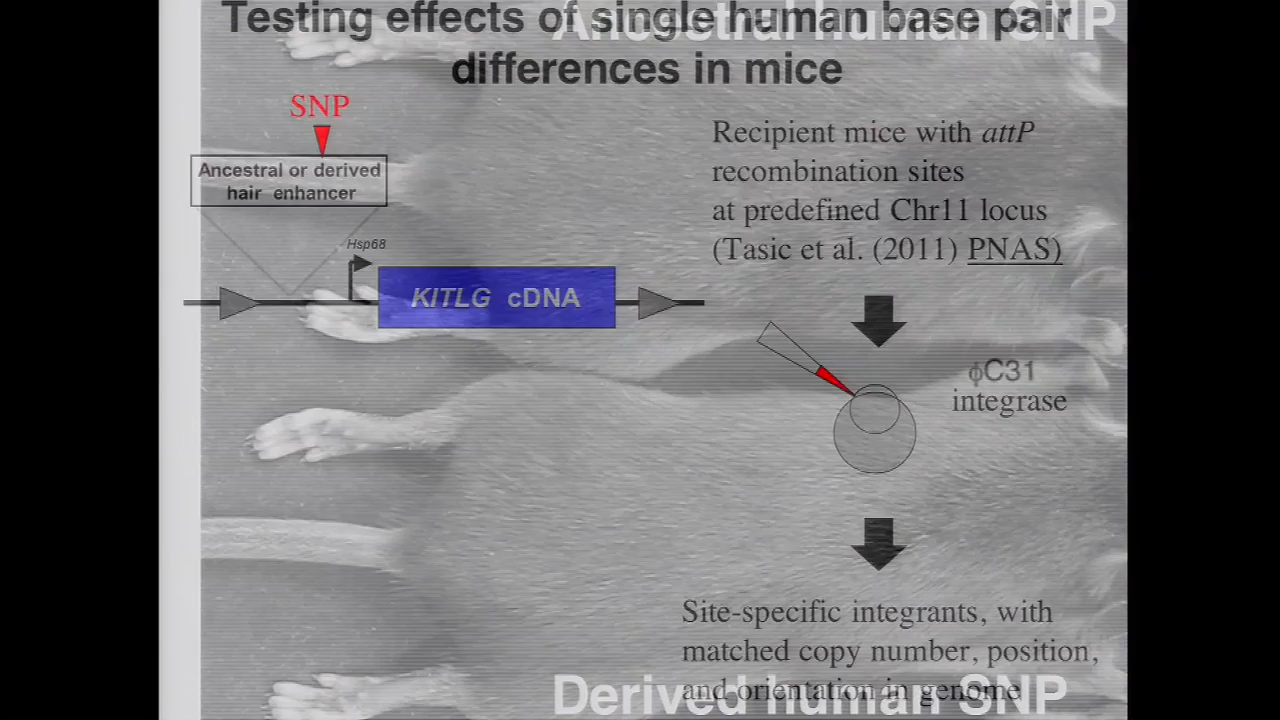 Testing effects of single human base pair
differences in mice
Ancestral human SNP
SNP
Ancestral or derived
hair enhancer
Hsp68
KITLG cDNA
Recipient mice with attP
recombination sites
at predefined Chr11 locus
(Tasic et al. (2011) PNAS)
ϕC31
integrase
Site-specific integrants, with
matched copy number, position,
and orientation in genome
Derived human SNP